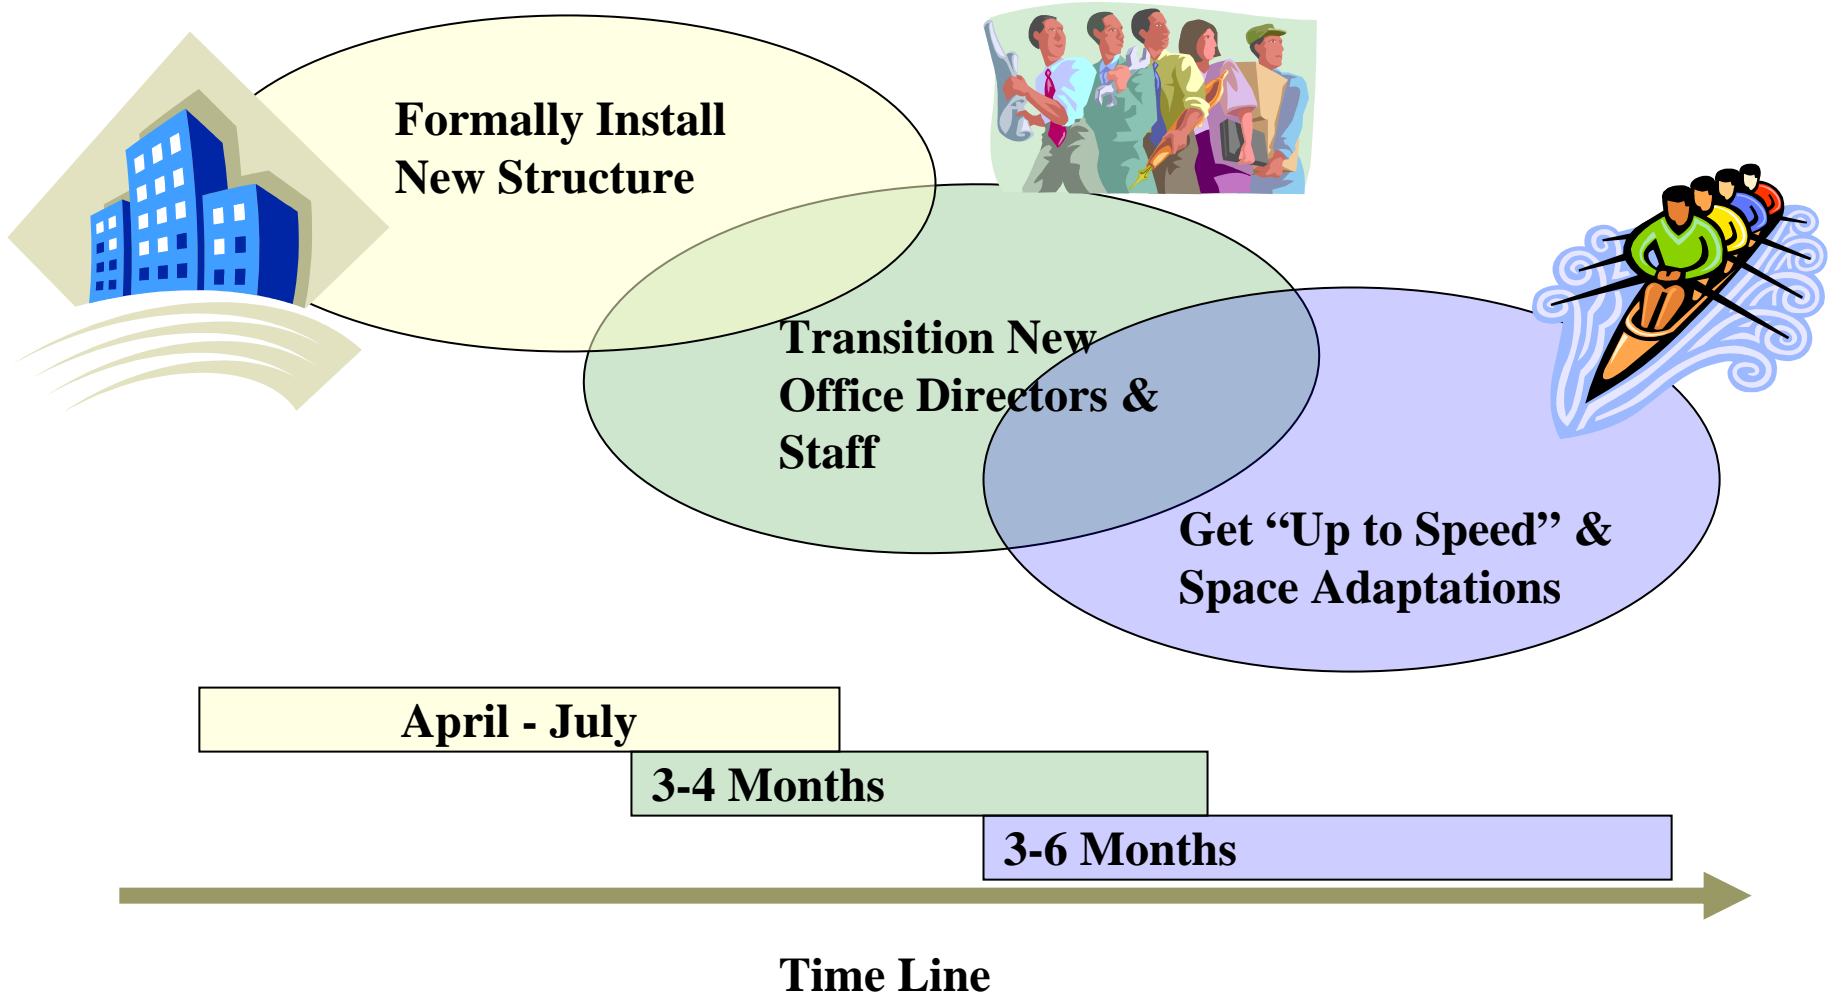 Formally Install
New Structure
Transition New
Office Directors &
Staff
Get “Up to Speed” &
Space Adaptations
April - July
3-4 Months
3-6 Months
Time Line